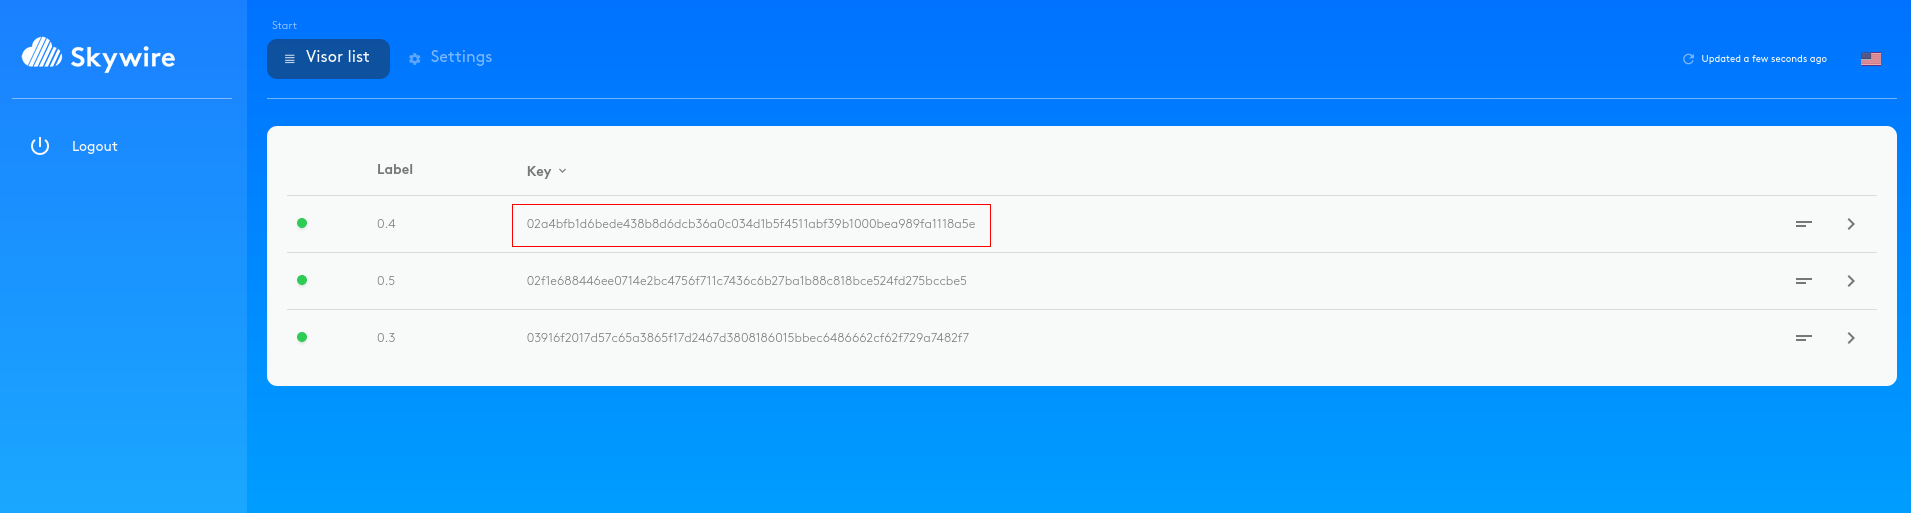 Skywire
Logout
Start
Visor list
Settings
Updated a few seconds ago
Label Key
0.4 02a4bfb1d6bede438b8d6dcb36a0c034d1b5f4511abf39b1000bea989fa1118a5e
0.5 02f1e688446ee0714e2bc4756f711c7436c6b27ba1b88c818bce524fd275bccbe5
0.3 03916f2017d57c65a3865f17d2467d3808186015bbec6486662cf62f729a7482f7